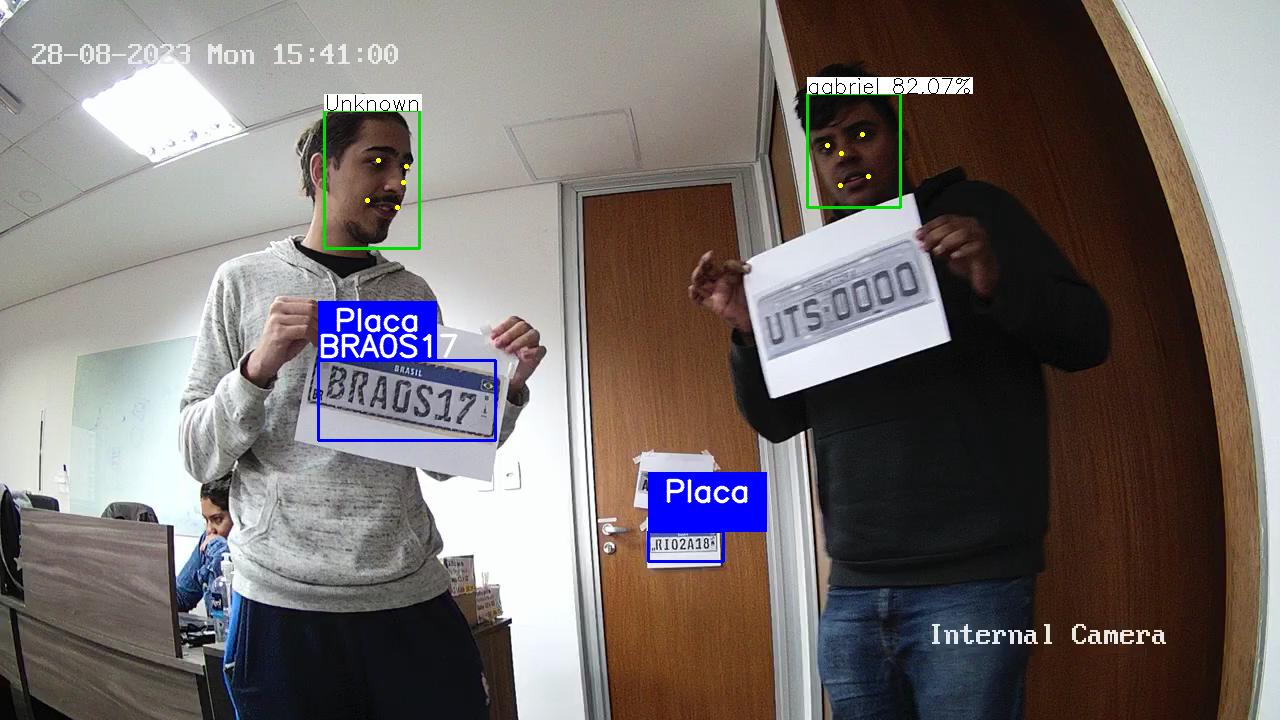 28-08-2023 Mon 15:41:00
Unknown
gabriel 82.07%
UTS-0000
Placa
BRA0S17
BRASIL
BR
BRA0S17
Placa
RIO2A18
Internal Camera